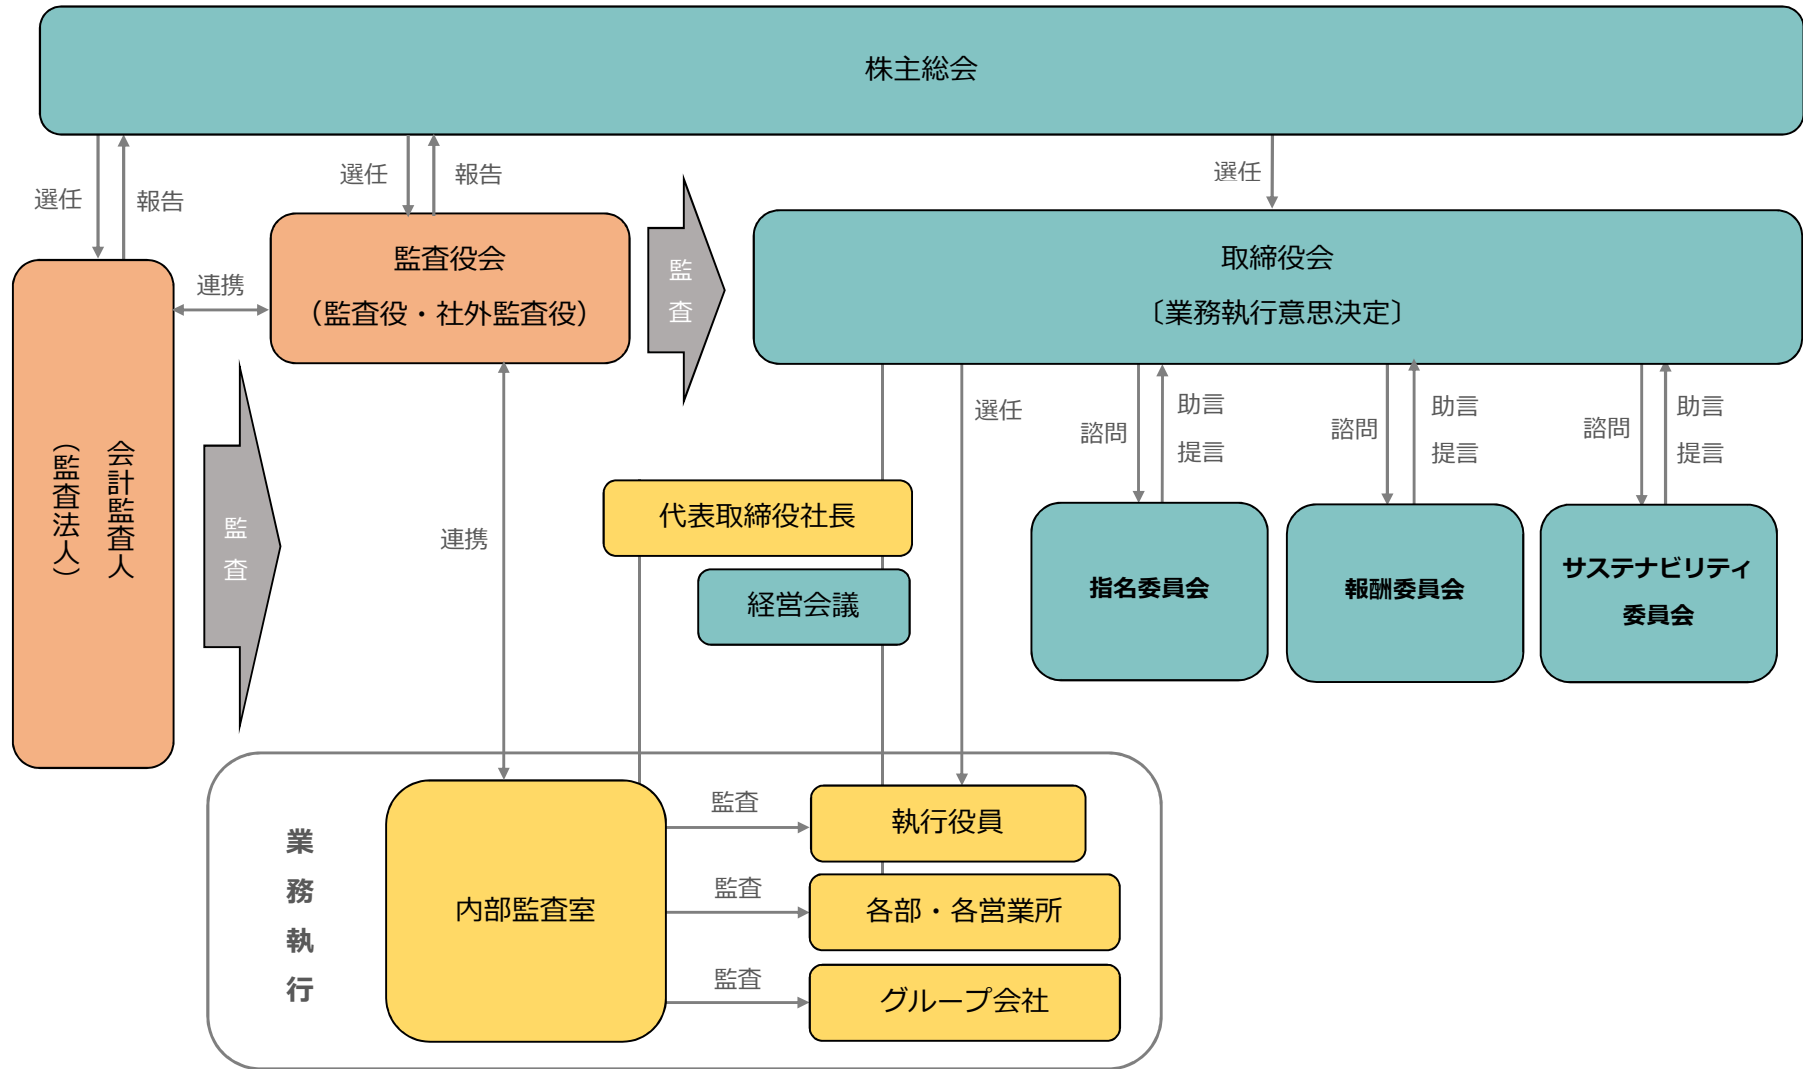 株主総会
選任
報告
選任
報告
選任
会計監査人
（監査法人）
連携
監査役会
（監査役・社外監査役）
監
査
取締役会
〔業務執行意思決定〕
監
査
連携
選任
諮問
助言
提言
諮問
助言
提言
諮問
助言
提言
代表取締役社長
経営会議
指名委員会
報酬委員会
サステナビリティ
委員会
業
務
執
行
内部監査室
監査
執行役員
監査
各部・各営業所
監査
グループ会社